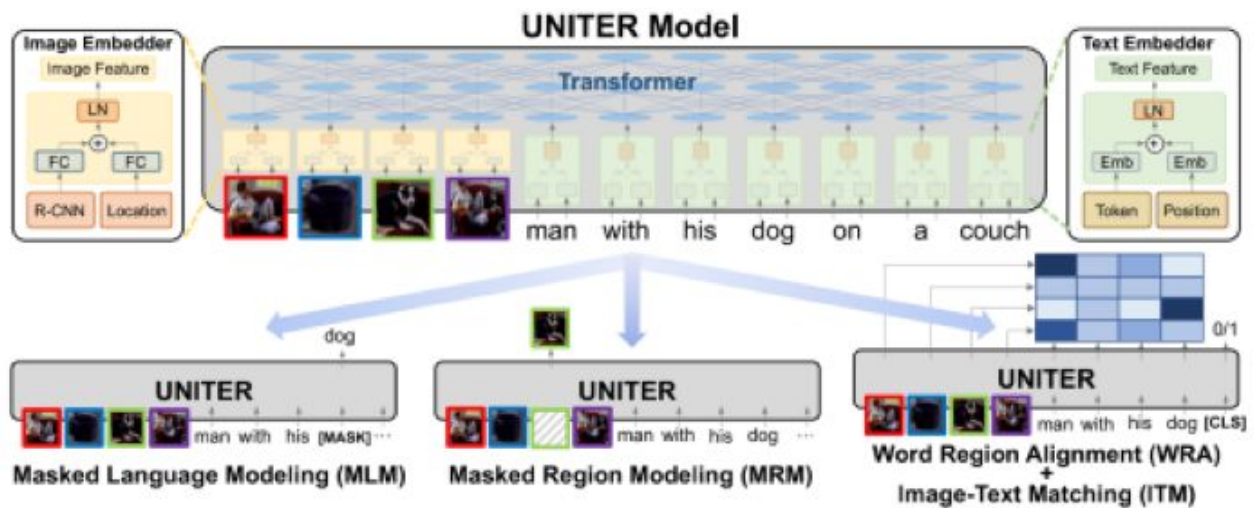 UNITER Model
Image Embedder
Image Feature
LN
+
FC
FC
R-CNN
Location
Transformer
man with his dog on a couch
Text Embedder
Text Feature
LN
+
Emb
Emb
Token
Position
dog
UNITER
man with his [MASK] ...
Masked Language Modeling (MLM)
UNITER
man with his dog ...
Masked Region Modeling (MRM)
0/1
UNITER
man with his dog [CLS]
Word Region Alignment (WRA)
+
Image-Text Matching (ITM)